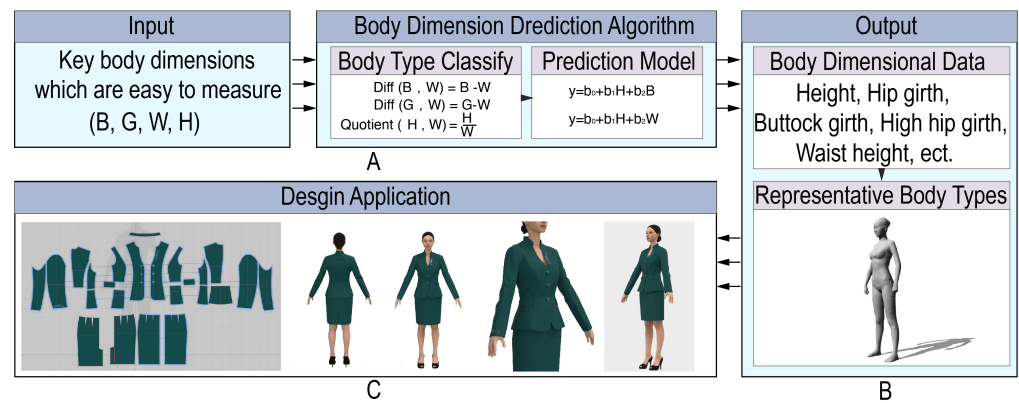 Input
Key body dimensions
which are easy to measure
(B, G, W, H)
Body Dimension Drediction Algorithm
Body Type Classify
Diff (B , W) = B -W
Diff (G , W) = G-W
Quotient ( H , W) = H/W
Prediction Model
y=b₀+b₁H+b₂B
y=b₀+b₁H+b₂W
A
Output
Body Dimensional Data
Height, Hip girth,
Buttock girth, High hip girth,
Waist height, ect.
Representative Body Types
B
Desgin Application
C